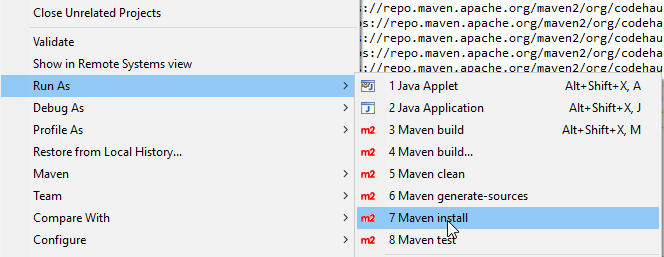 Close Unrelated Projects
s://repo.maven.apache.org/maven2/org/codehau
s://repo.maven.apache.org/maven2/org/codehau
Validate
s://repo.maven.apache.org/maven2/org/codehau
Show in Remote Systems view
s://repo.maven.apache.org/maven2/org/codehau
s://repo.maven.apache.org/maven2/org/codehau
Run As
1 Java Applet Alt+Shift+X, A
Debug As
2 Java Application Alt+Shift+X, J
Profile As
m2 3 Maven build Alt+Shift+X, M
Restore from Local History...
m2 4 Maven build...
Maven
m2 5 Maven clean
Team
m2 6 Maven generate-sources
Compare With
m2 7 Maven install
Configure
m2 8 Maven test